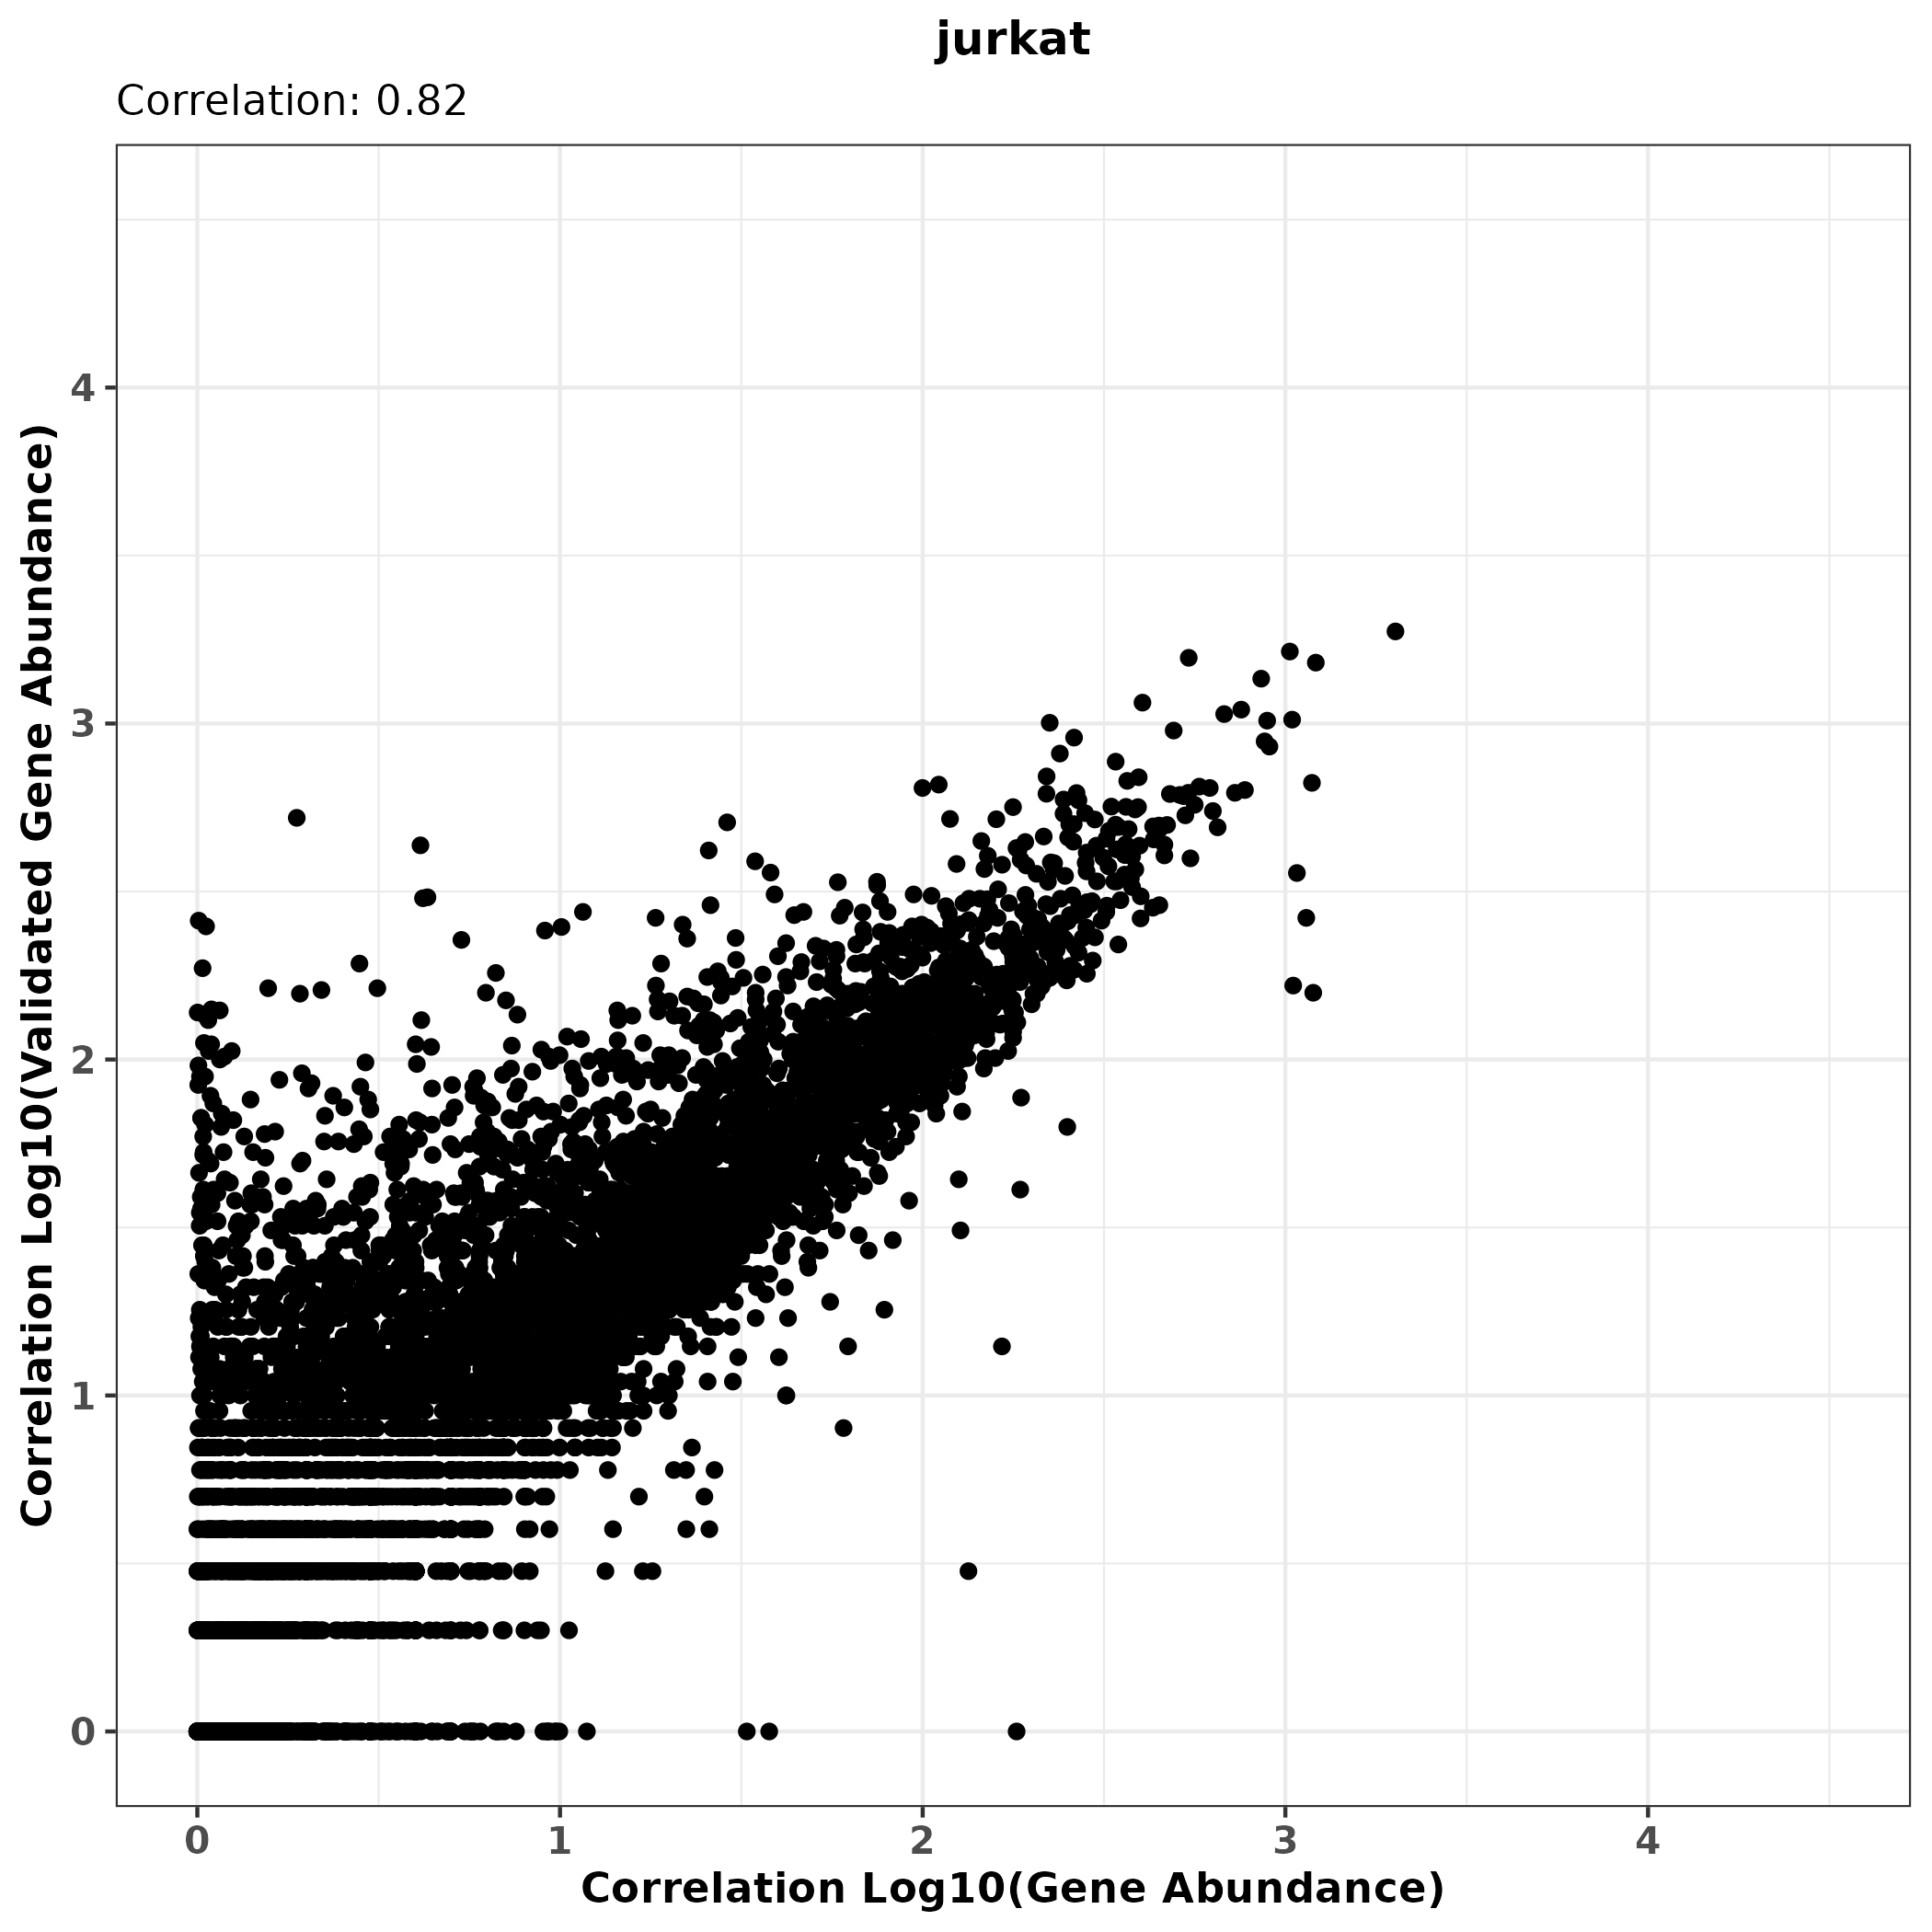 jurkat
Correlation: 0.82
Correlation Log10(Validated Gene Abundance)
4
3
2
1
0
0 1 2 3 4
Correlation Log10(Gene Abundance)